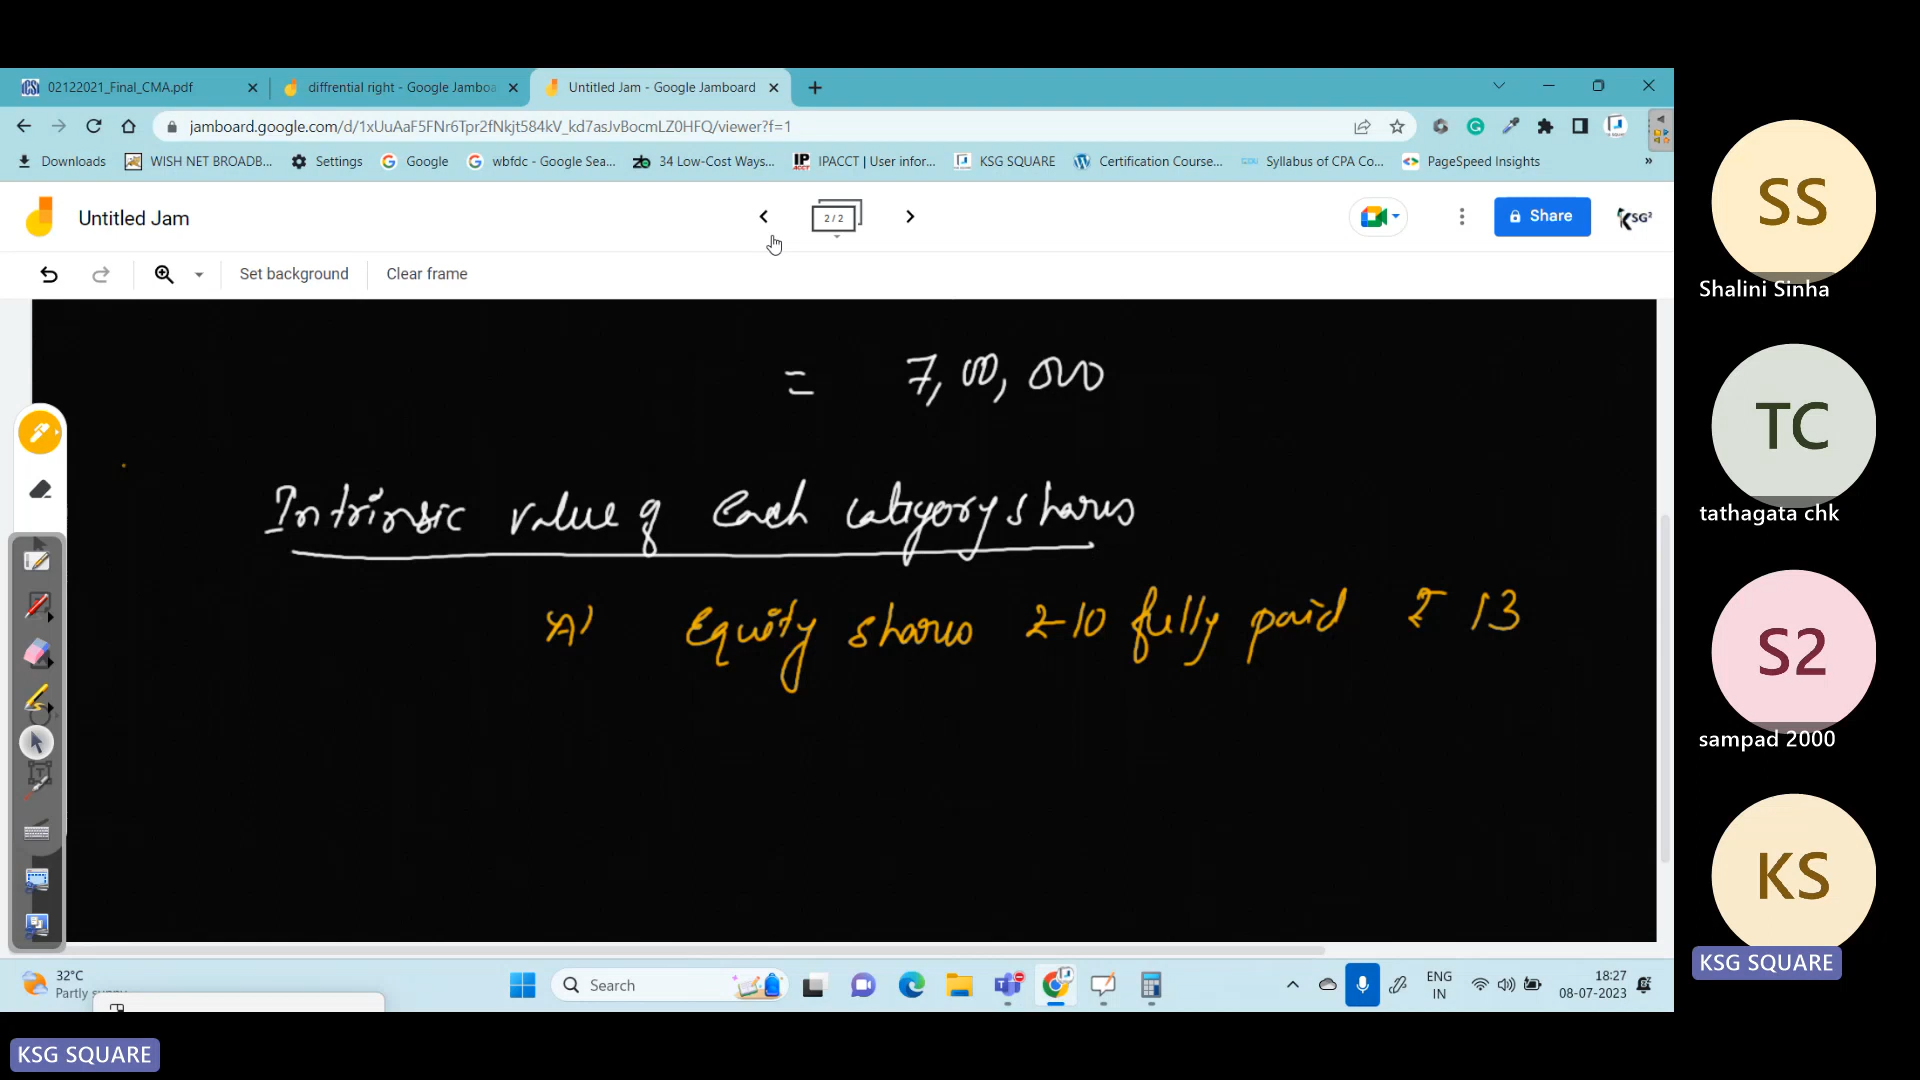 02122021_Final_CMA.pdf
diffrential right - Google Jamboa
Untitled Jam - Google Jamboard
jamboard.google.com/d/1xUuAaF5FNr6Tpr2fNkjt584kV_kd7asJvBocmLZ0HFQ/viewer?f=1
Downloads WISH NET BROADB... Settings Google wbfdc - Google Sea... 34 Low-Cost Ways... IPACCT | User infor... KSG SQUARE Certification Course... Syllabus of CPA Co... PageSpeed Insights »
Untitled Jam
2 / 2
Share
KSG²
Set background
Clear frame
= 7,00,000
Intrinsic value of Each category shares
A) Equity shares ₹10 fully paid ₹ 13
SS
Shalini Sinha
TC
tathagata chk
S2
sampad 2000
KS
KSG SQUARE
32°C
Partly sunny
Search
ENG
IN
18:27
08-07-2023
KSG SQUARE